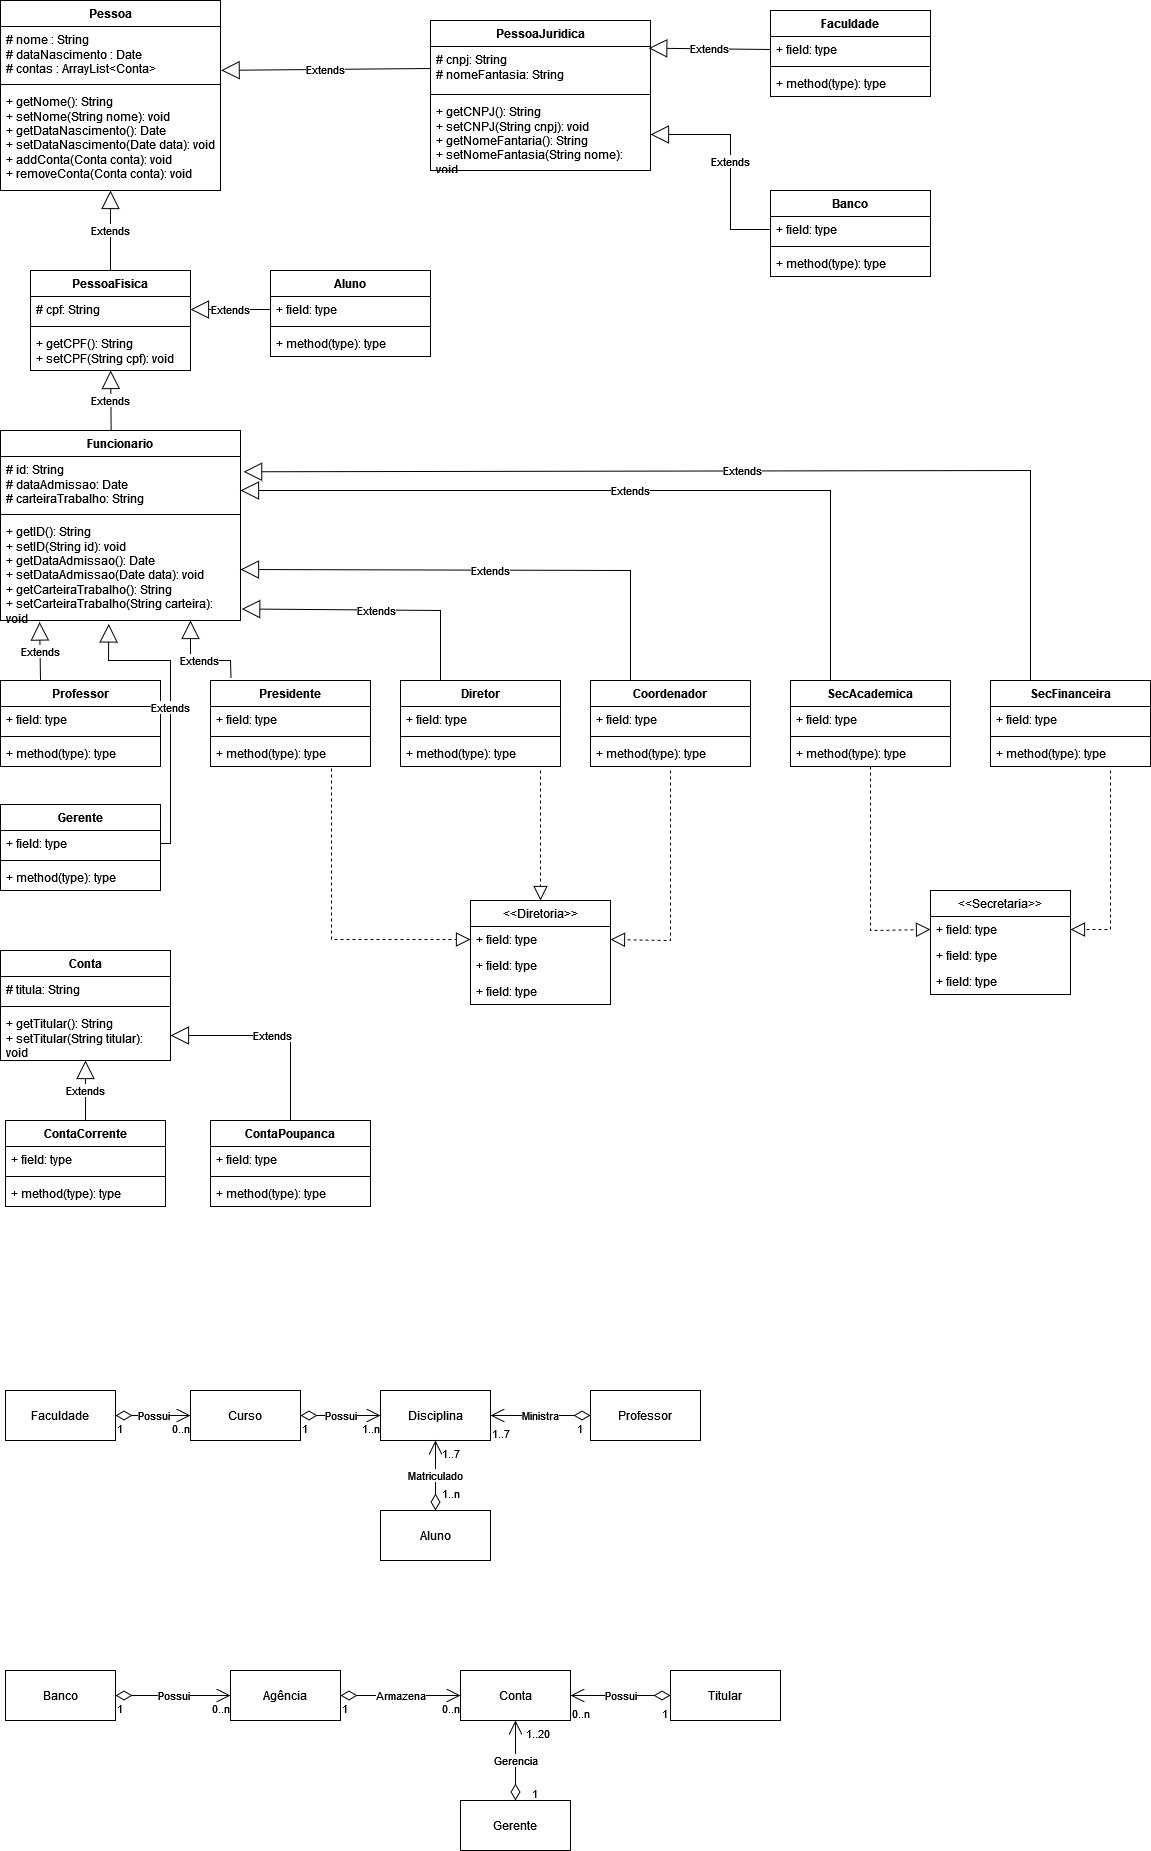 Pessoa
# nome : String
# dataNascimento : Date
# contas : ArrayList<Conta>
+ getNome(): String
+ setNome(String nome): void
+ getDataNascimento(): Date
+ setDataNascimento(Date data): void
+ addConta(Conta conta): void
+ removeConta(Conta conta): void
Extends
PessoaJuridica
# cnpj: String
# nomeFantasia: String
+ getCNPJ(): String
+ setCNPJ(String cnpj): void
+ getNomeFantaria(): String
+ setNomeFantasia(String nome):
void
Extends
Faculdade
+ field: type
+ method(type): type
Extends
Banco
+ field: type
+ method(type): type
Extends
PessoaFisica
# cpf: String
+ getCPF(): String
+ setCPF(String cpf): void
Extends
Aluno
+ field: type
+ method(type): type
Extends
Funcionario
# id: String
# dataAdmissao: Date
# carteiraTrabalho: String
+ getID(): String
+ setID(String id): void
+ getDataAdmissao(): Date
+ setDataAdmissao(Date data): void
+ getCarteiraTrabalho(): String
+ setCarteiraTrabalho(String carteira):
void
Extends
Extends
Extends
Extends
Extends
Extends
Extends
Professor
+ field: type
+ method(type): type
Presidente
+ field: type
+ method(type): type
Diretor
+ field: type
+ method(type): type
Coordenador
+ field: type
+ method(type): type
SecAcademica
+ field: type
+ method(type): type
SecFinanceira
+ field: type
+ method(type): type
Gerente
+ field: type
+ method(type): type
<<Diretoria>>
+ field: type
+ field: type
+ field: type
<<Secretaria>>
+ field: type
+ field: type
+ field: type
Conta
# titula: String
+ getTitular(): String
+ setTitular(String titular):
void
Extends
Extends
ContaCorrente
+ field: type
+ method(type): type
ContaPoupanca
+ field: type
+ method(type): type
Faculdade
Possui
1
0..n
Curso
Possui
1
1..n
Disciplina
Ministra
1..7
1
Professor
1..7
Matriculado
1..n
Aluno
Banco
Possui
1
0..n
Agência
Armazena
1
0..n
Conta
Possui
0..n
1
Titular
1..20
Gerencia
1
Gerente